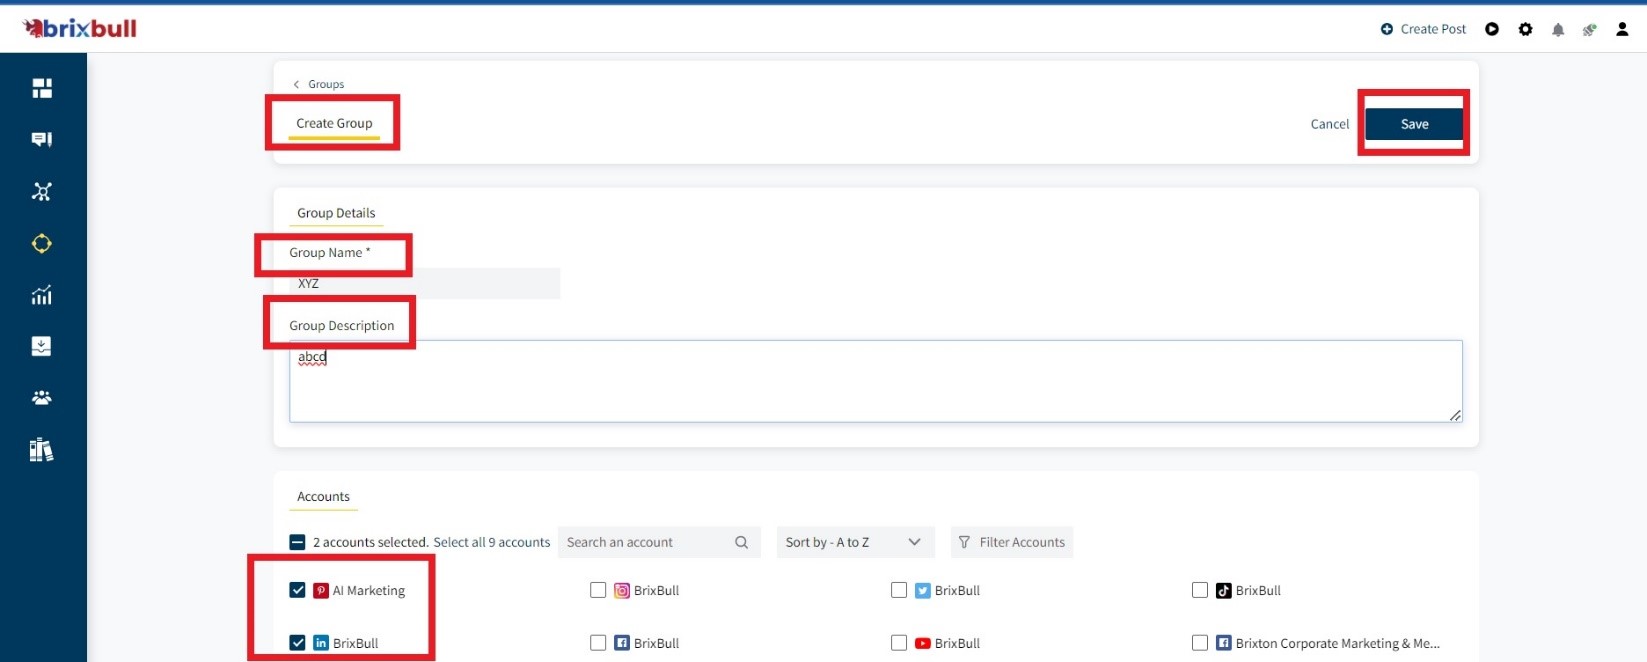 brixbull
Create Post
Groups
Create Group
Cancel
Save
Group Details
Group Name *
XYZ
Group Description
abcd
Accounts
2 accounts selected. Select all 9 accounts
Search an account
Sort by - A to Z
Filter Accounts
AI Marketing
BrixBull
BrixBull
BrixBull
BrixBull
BrixBull
BrixBull
Brixton Corporate Marketing & Me...